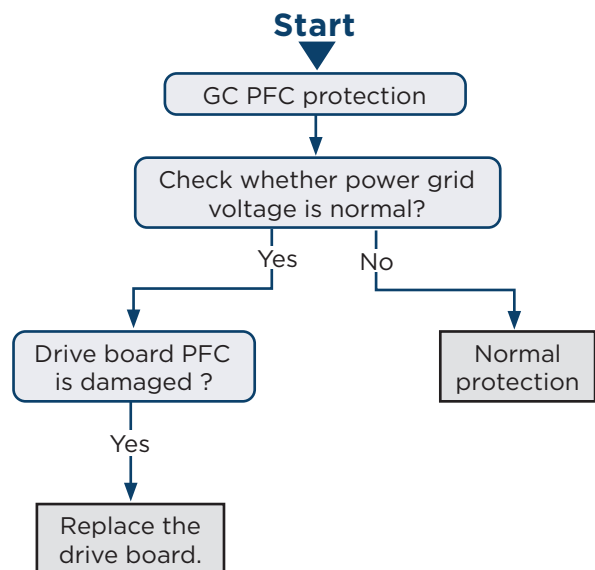 Start
GC PFC protection
Check whether power grid
voltage is normal?
Yes
No
Drive board PFC
is damaged ?
Normal
protection
Yes
Replace the
drive board.